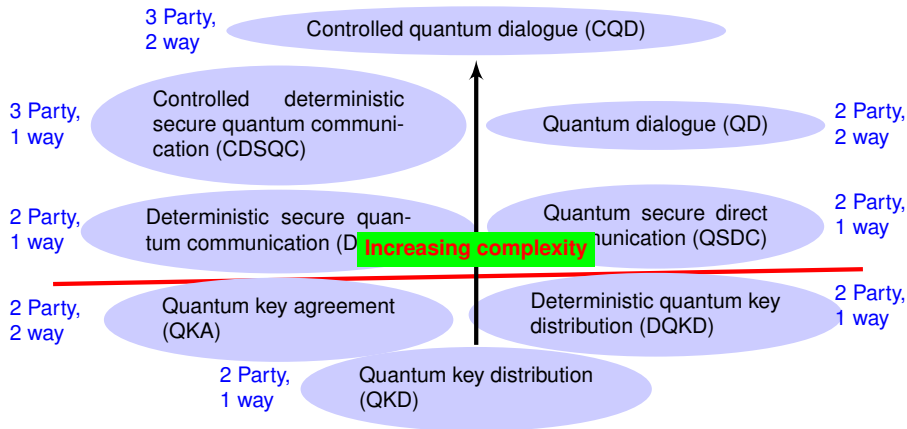 3 Party,
2 way
Controlled quantum dialogue (CQD)
3 Party,
1 way
Controlled deterministic
secure quantum communi-
cation (CDSQC)
Quantum dialogue (QD)
2 Party,
2 way
2 Party,
1 way
Deterministic secure quan-
tum communication (D
Quantum secure direct
munication (QSDC)
2 Party,
1 way
Increasing complexity
2 Party,
2 way
Quantum key agreement
(QKA)
Deterministic quantum key
distribution (DQKD)
2 Party,
1 way
2 Party,
1 way
Quantum key distribution
(QKD)